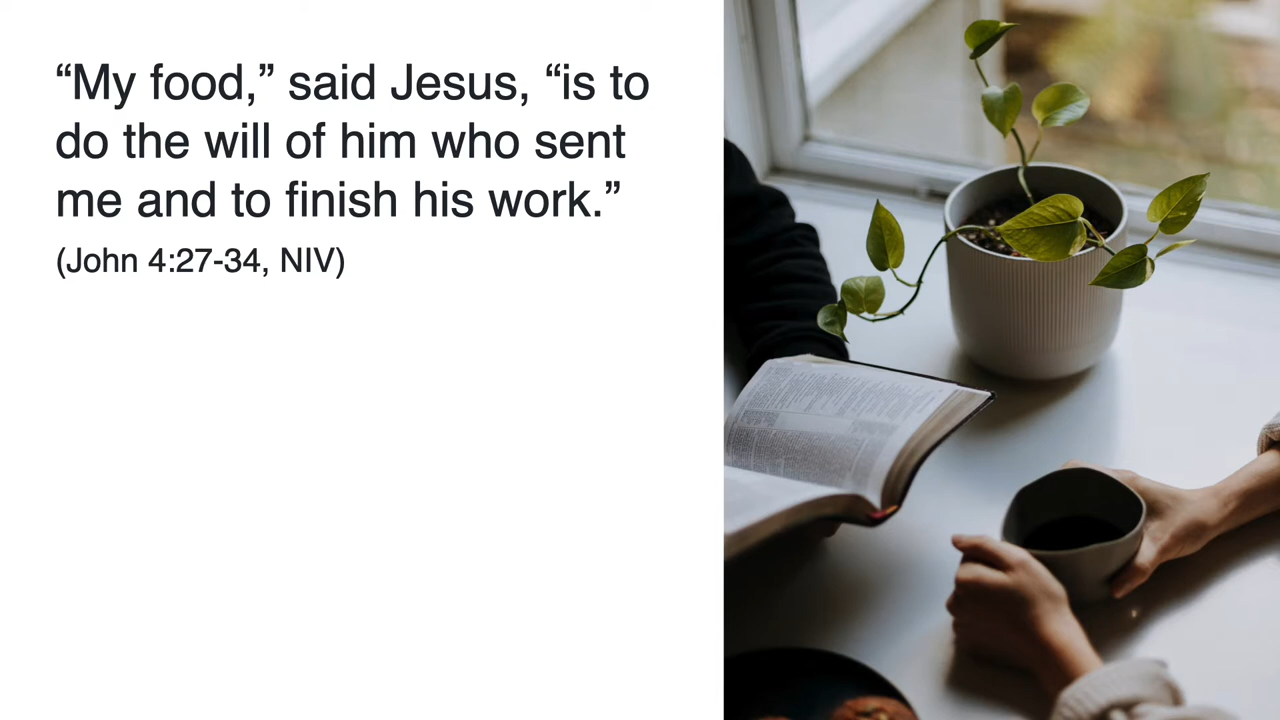 “My food,” said Jesus, “is to
do the will of him who sent
me and to finish his work.”
(John 4:27-34, NIV)